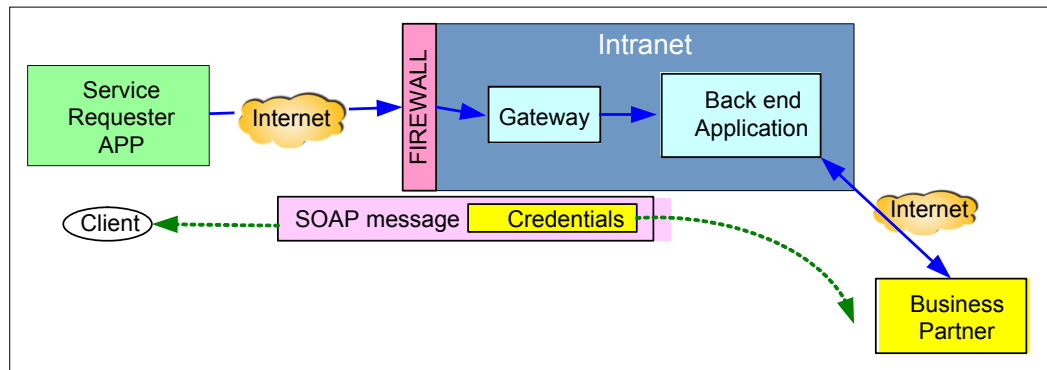 Intranet
Service
Requester
APP
Internet
FIREWALL
Gateway
Back end
Application
Client
SOAP message
Credentials
Internet
Business
Partner